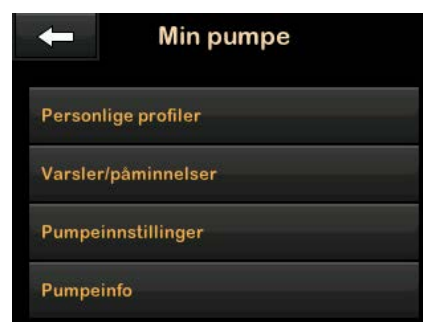 Min pumpe
Personlige profiler
Varsler/påminnelser
Pumpeinnstillinger
Pumpeinfo